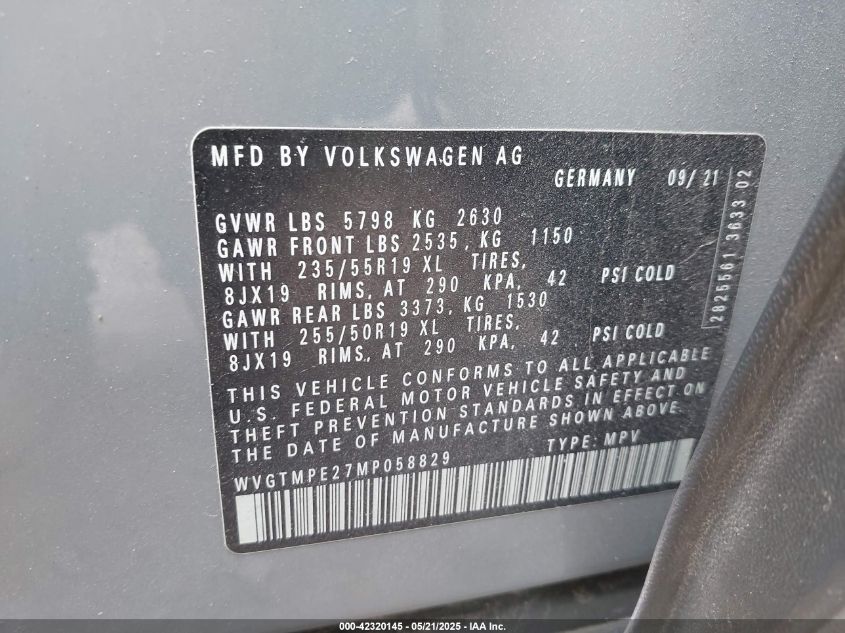 MFD BY VOLKSWAGEN AG
GERMANY 09/ 21
GVWR LBS 5798 KG 2630
GAWR FRONT LBS 2535, KG 1150
WITH 235/55R19 XL TIRES,
8JX19 RIMS, AT 290 KPA, 42 PSI COLD
GAWR REAR LBS 3373, KG 1530
WITH 255/50R19 XL TIRES,
8JX19 RIMS, AT 290 KPA, 42 PSI COLD
THIS VEHICLE CONFORMS TO ALL APPLICABLE
U.S. FEDERAL MOTOR VEHICLE SAFETY AND
THEFT PREVENTION STANDARDS IN EFFECT ON
THE DATE OF MANUFACTURE SHOWN ABOVE.
TYPE: MPV
WVGTMPE27MP058829
2825561 3633 02
000-42320145 - 05/21/2025 - IAA Inc.